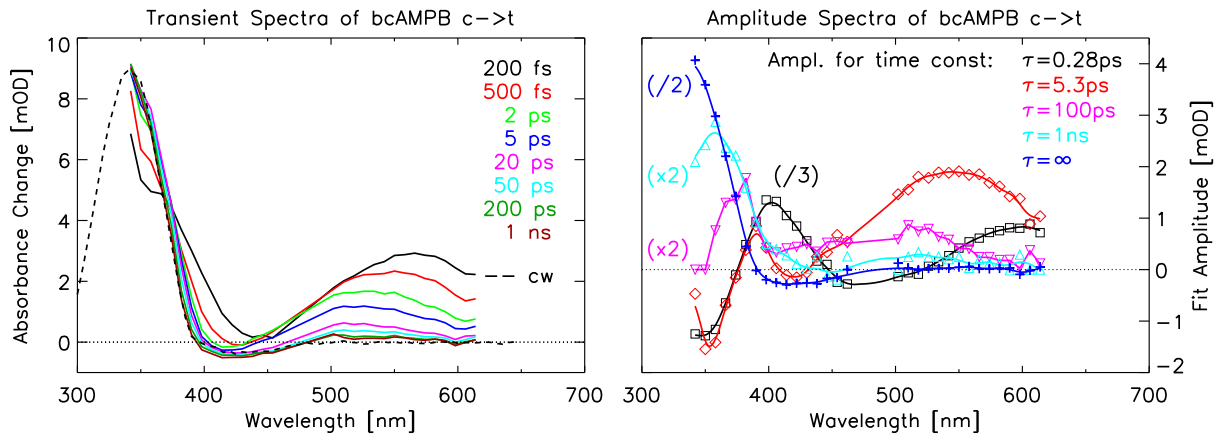 Transient Spectra of bcAMPB c->t
Absorbance Change [mOD]
10
8
6
4
2
0
200 fs
500 fs
2 ps
5 ps
20 ps
50 ps
200 ps
1 ns
cw
300 400 500 600 700
Wavelength [nm]
Amplitude Spectra of bcAMPB c->t
Ampl. for time const: τ=0.28ps
τ=5.3ps
τ=100ps
τ=1ns
τ=∞
(/2)
(x2)
(/3)
(x2)
4
3
2
1
0
−1
−2
Fit Amplitude [mOD]
300 400 500 600 700
Wavelength [nm]